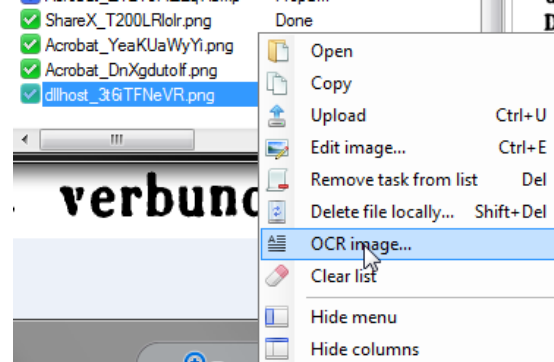 ShareX_T200LRlolr.png Done
Acrobat_YeaKUaWyYi.png
Acrobat_DnXgdutolf.png
dllhost_3t6iTFNeVR.png
Open
Copy
Upload Ctrl+U
Edit image... Ctrl+E
Remove task from list Del
Delete file locally... Shift+Del
OCR image...
Clear list
Hide menu
Hide columns
verbund